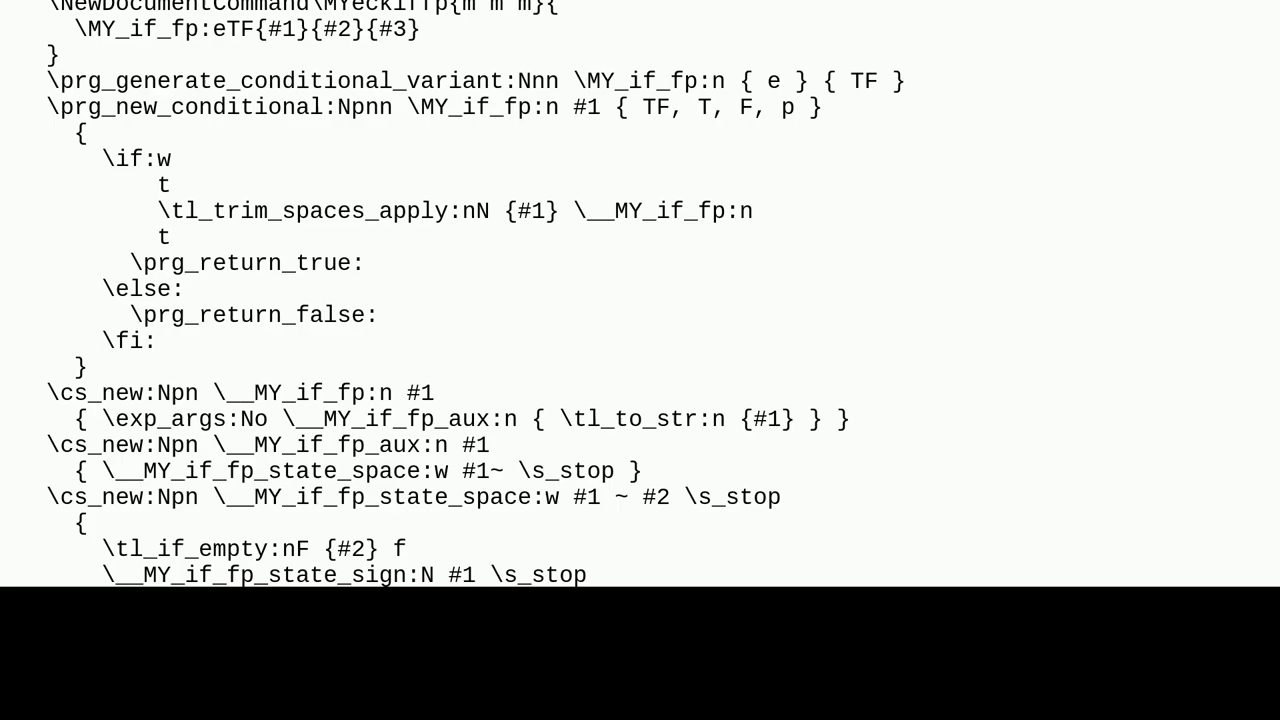 \NewDocumentCommand\MYeckiffp{m m m}{
\MY_if_fp:eTF{#1}{#2}{#3}
}
\prg_generate_conditional_variant:Nnn \MY_if_fp:n { e } { TF }
\prg_new_conditional:Npnn \MY_if_fp:n #1 { TF, T, F, p }
{
\if:w
t
\tl_trim_spaces_apply:nN {#1} \__MY_if_fp:n
t
\prg_return_true:
\else:
\prg_return_false:
\fi:
}
\cs_new:Npn \__MY_if_fp:n #1
{ \exp_args:No \__MY_if_fp_aux:n { \tl_to_str:n {#1} } }
\cs_new:Npn \__MY_if_fp_aux:n #1
{ \__MY_if_fp_state_space:w #1~ \s_stop }
\cs_new:Npn \__MY_if_fp_state_space:w #1 ~ #2 \s_stop
{
\tl_if_empty:nF {#2} f
\__MY_if_fp_state_sign:N #1 \s_stop